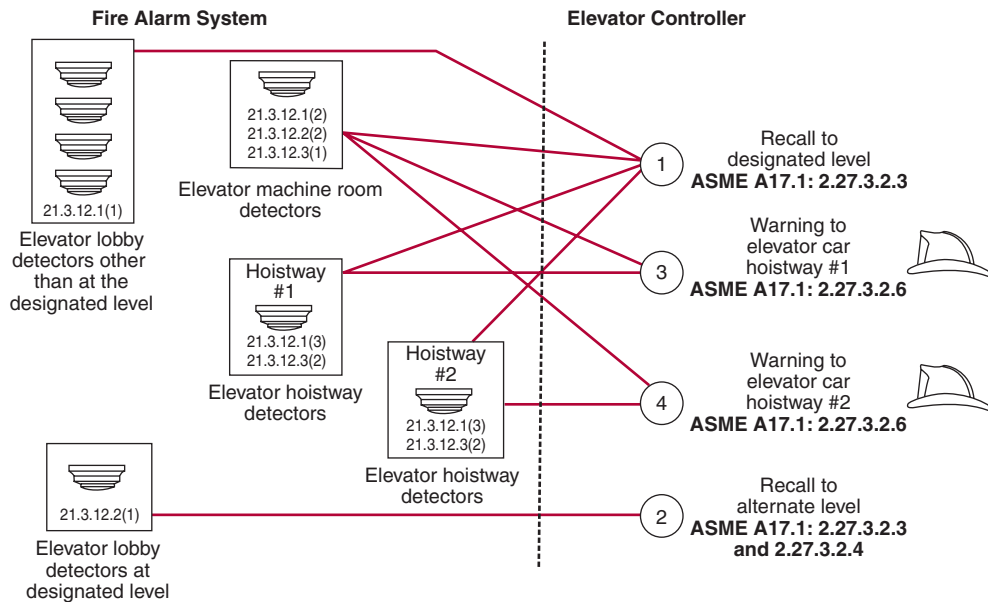 Fire Alarm System
Elevator Controller
21.3.12.1(1)
Elevator lobby
detectors other
than at the
designated level
21.3.12.1(2)
21.3.12.2(2)
21.3.12.3(1)
Elevator machine room
detectors
Hoistway
#1
21.3.12.1(3)
21.3.12.3(2)
Elevator hoistway
detectors
Hoistway
#2
21.3.12.1(3)
21.3.12.3(2)
Elevator hoistway
detectors
21.3.12.2(1)
Elevator lobby
detectors at
designated level
1
Recall to
designated level
ASME A17.1: 2.27.3.2.3
3
Warning to
elevator car
hoistway #1
ASME A17.1: 2.27.3.2.6
4
Warning to
elevator car
hoistway #2
ASME A17.1: 2.27.3.2.6
2
Recall to
alternate level
ASME A17.1: 2.27.3.2.3
and 2.27.3.2.4